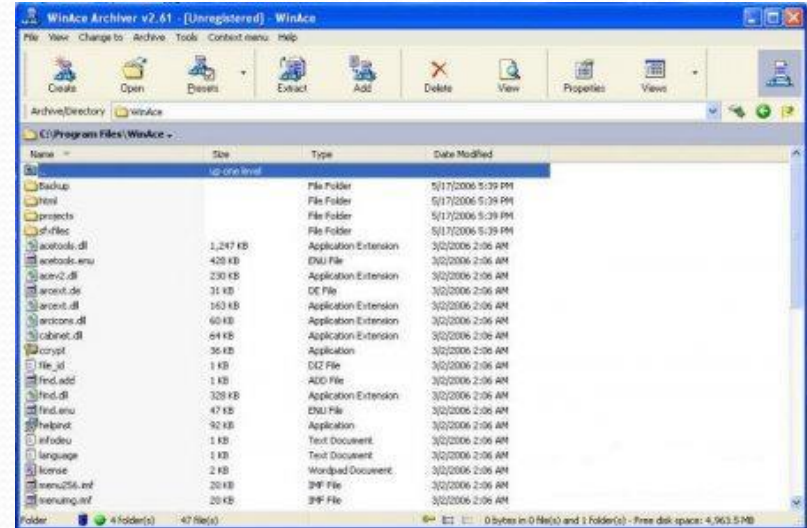 WinAce Archiver v2.61 - [Unregistered] - WinAce
File View Change to Archive Tools Context menu Help
Create Open Presets Extract Add Delete View Properties Views
Archive/Directory WinAce
C:\Program Files\WinAce
Name Size Type Date Modified
.. up one level
Backup File Folder 5/17/2006 5:39 PM
html File Folder 5/17/2006 5:39 PM
projects File Folder 5/17/2006 5:39 PM
sfxfiles File Folder 5/17/2006 5:39 PM
acetools.dll 1,247 KB Application Extension 3/2/2006 2:06 AM
acetools.enu 428 KB ENU File 3/2/2006 2:06 AM
acev2.dll 230 KB Application Extension 3/2/2006 2:06 AM
arcext.de 31 KB DE File 3/2/2006 2:06 AM
arcext.dll 163 KB Application Extension 3/2/2006 2:06 AM
arcicons.dll 60 KB Application Extension 3/2/2006 2:06 AM
cabinet.dll 64 KB Application Extension 3/2/2006 2:06 AM
ccrypt 36 KB Application 3/2/2006 2:06 AM
file_id 1 KB DIZ File 3/2/2006 2:06 AM
find.add 1 KB ADD File 3/2/2006 2:06 AM
find.dll 328 KB Application Extension 3/2/2006 2:06 AM
find.enu 47 KB ENU File 3/2/2006 2:06 AM
helpinst 92 KB Application 3/2/2006 2:06 AM
infodeu 1 KB Text Document 3/2/2006 2:06 AM
language 1 KB Text Document 3/2/2006 2:06 AM
license 2 KB Wordpad Document 3/2/2006 2:06 AM
menu256.imf 20 KB IMF File 3/2/2006 2:06 AM
menuimg.imf 20 KB IMF File 3/2/2006 2:06 AM
Folder 4 folder(s) 47 file(s) 0 bytes in 0 file(s) and 1 folder(s) - Free disk space: 4,963.5 MB